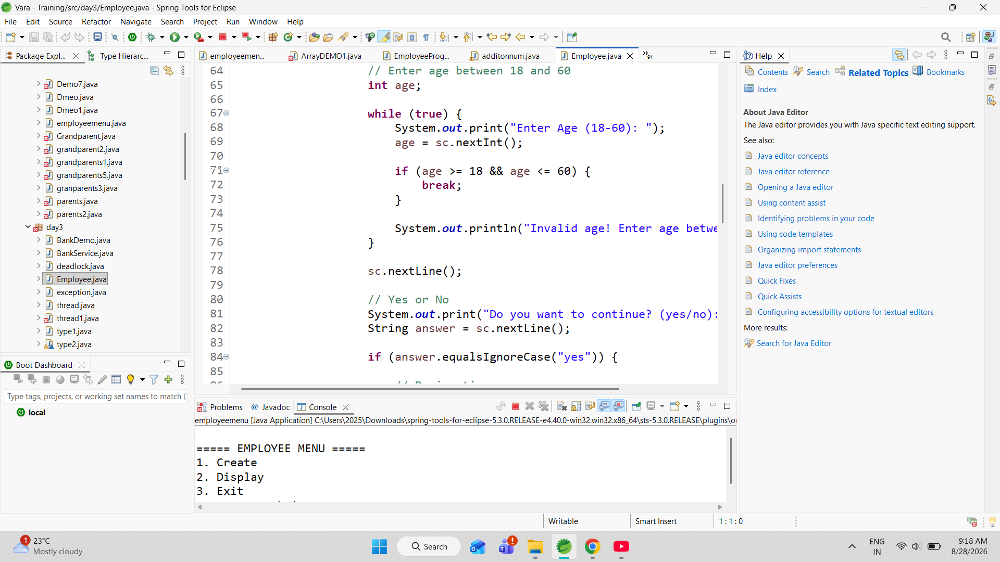 Vara - Training/src/day3/Employee.java - Spring Tools for Eclipse
File Edit Source Refactor Navigate Search Project Run Window Help
Package Expl... Type Hierarc...
Demo7.java
Dmeo.java
Dmeo1.java
employeemenu.java
Grandparent.java
grandparent2.java
grandparents1.java
grandparents5.java
granparents3.java
parents.java
parents2.java
day3
BankDemo.java
BankService.java
deadlock.java
Employee.java
exception.java
thread.java
thread1.java
type1.java
type2.java
Boot Dashboard
Type tags, projects, or working set names to match (
local
employeemen... ArrayDEMO1.java EmployeeProg... additonnum.java Employee.java 94
64 // Enter age between 18 and 60
65 int age;
66
67 while (true) {
68 System.out.print("Enter Age (18-60): ");
69 age = sc.nextInt();
70
71 if (age >= 18 && age <= 60) {
72 break;
73 }
74
75 System.out.println("Invalid age! Enter age betwe
76 }
77
78 sc.nextLine();
79
80 // Yes or No
81 System.out.print("Do you want to continue? (yes/no):
82 String answer = sc.nextLine();
83
84 if (answer.equalsIgnoreCase("yes")) {
85
Problems Javadoc Console
employeemenu [Java Application] C:\Users\2025\Downloads\spring-tools-for-eclipse-5.3.0.RELEASE-e4.40.0-win32.win32.x86_64\sts-5.3.0.RELEASE\plugins\o
===== EMPLOYEE MENU =====
1. Create
2. Display
3. Exit
Help
Contents Search Related Topics Bookmarks
Index
About Java Editor
The Java editor provides you with Java specific text editing support.
See also:
Java editor concepts
Java editor reference
Opening a Java editor
Using content assist
Identifying problems in your code
Using code templates
Organizing import statements
Java editor preferences
Quick Fixes
Quick Assists
Configuring accessibility options for textual editors
More results:
Search for Java Editor
Writable Smart Insert 1 : 1 : 0
1
23°C
Mostly cloudy
Search
ENG
IN
9:18 AM
8/28/2026